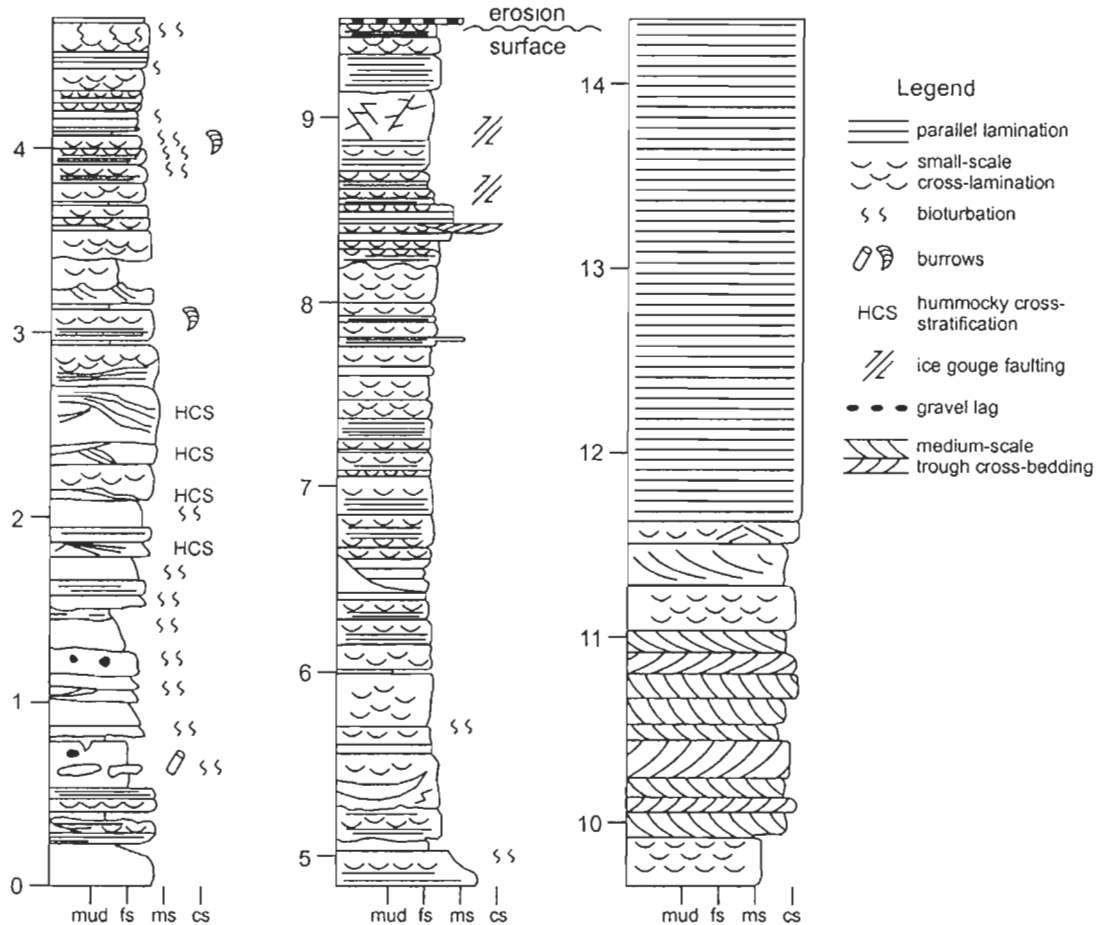 erosion
surface
4
3
2
1
0
HCS
HCS
HCS
HCS
mud fs ms cs
9
8
7
6
5
mud fs ms cs
14
13
12
11
10
mud fs ms cs
Legend
parallel lamination
small-scale
cross-lamination
bioturbation
burrows
HCS
hummocky cross-
stratification
ice gouge faulting
gravel lag
medium-scale
trough cross-bedding